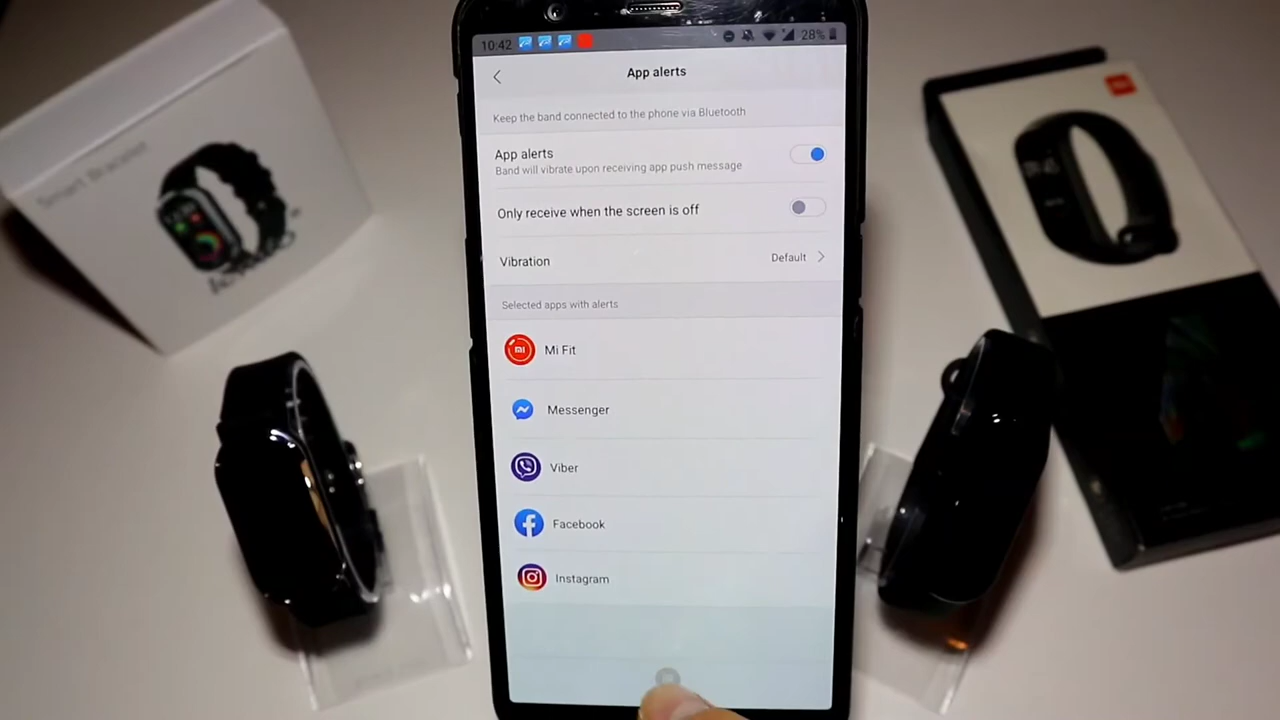 10:42
28%
App alerts
Keep the band connected to the phone via Bluetooth
App alerts
Band will vibrate upon receiving app push message
Only receive when the screen is off
Vibration
Default
Selected apps with alerts
Mi Fit
Messenger
Viber
Facebook
Instagram
Smart Bracelet